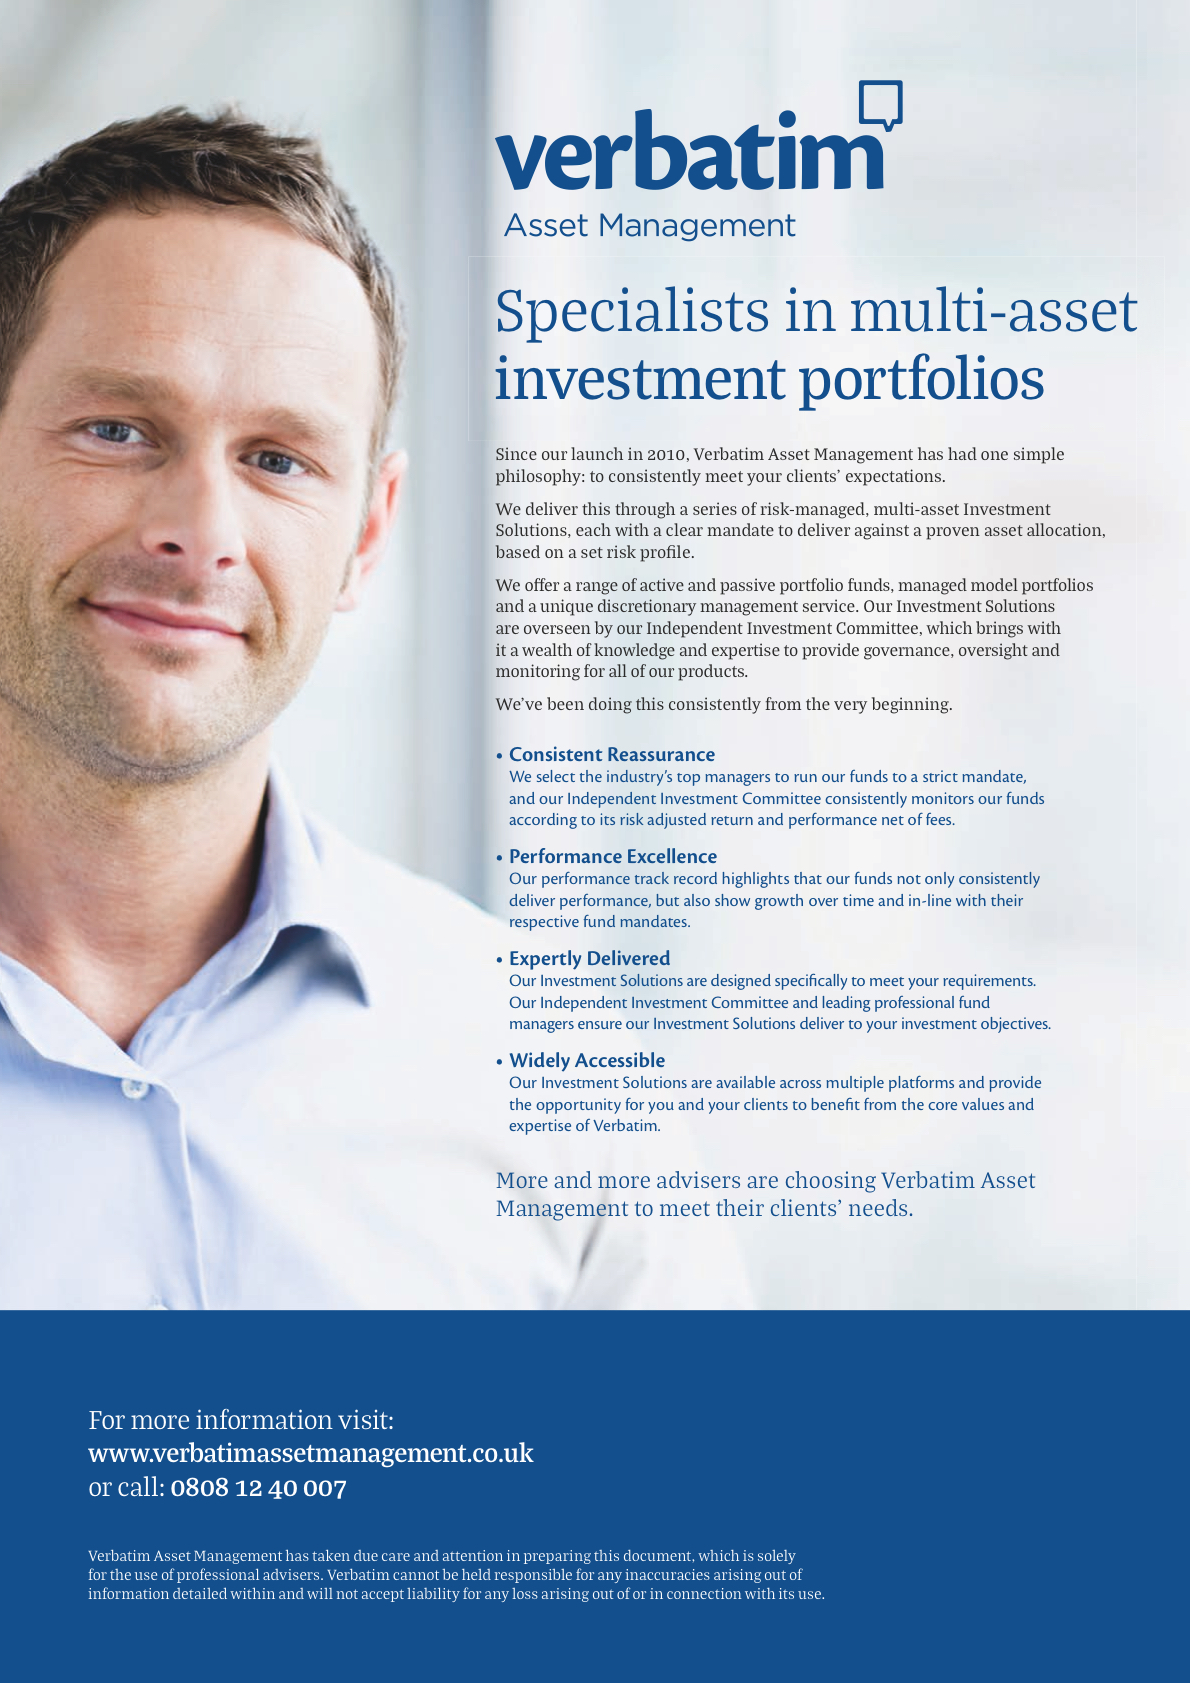 verbatim
Asset Management
Specialists in multi-asset
investment portfolios
Since our launch in 2010, Verbatim Asset Management has had one simple
philosophy: to consistently meet your clients’ expectations.
We deliver this through a series of risk-managed, multi-asset Investment
Solutions, each with a clear mandate to deliver against a proven asset allocation,
based on a set risk profile.
We offer a range of active and passive portfolio funds, managed model portfolios
and a unique discretionary management service. Our Investment Solutions
are overseen by our Independent Investment Committee, which brings with
it a wealth of knowledge and expertise to provide governance, oversight and
monitoring for all of our products.
We’ve been doing this consistently from the very beginning.
• Consistent Reassurance
We select the industry’s top managers to run our funds to a strict mandate,
and our Independent Investment Committee consistently monitors our funds
according to its risk adjusted return and performance net of fees.
• Performance Excellence
Our performance track record highlights that our funds not only consistently
deliver performance, but also show growth over time and in-line with their
respective fund mandates.
• Expertly Delivered
Our Investment Solutions are designed specifically to meet your requirements.
Our Independent Investment Committee and leading professional fund
managers ensure our Investment Solutions deliver to your investment objectives.
• Widely Accessible
Our Investment Solutions are available across multiple platforms and provide
the opportunity for you and your clients to benefit from the core values and
expertise of Verbatim.
More and more advisers are choosing Verbatim Asset
Management to meet their clients’ needs.
For more information visit:
www.verbatimassetmanagement.co.uk
or call: 0808 12 40 007
Verbatim Asset Management has taken due care and attention in preparing this document, which is solely
for the use of professional advisers. Verbatim cannot be held responsible for any inaccuracies arising out of
information detailed within and will not accept liability for any loss arising out of or in connection with its use.